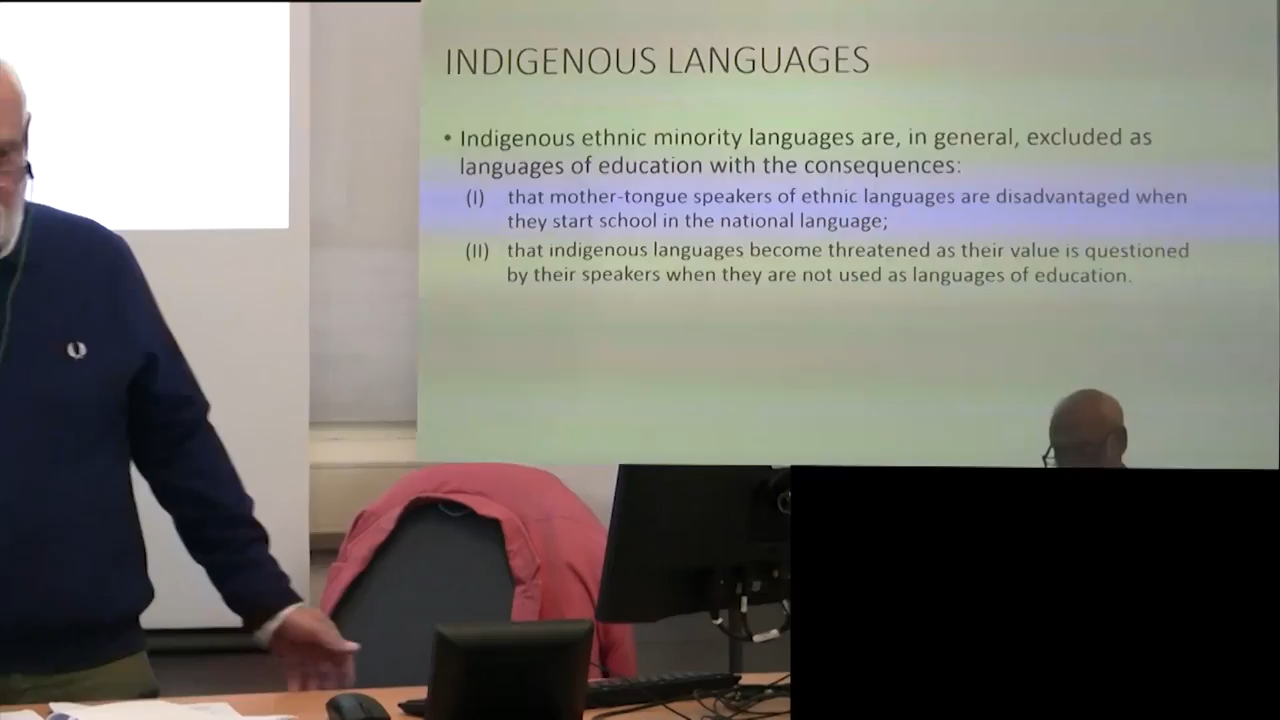 INDIGENOUS LANGUAGES
• Indigenous ethnic minority languages are, in general, excluded as
languages of education with the consequences:
(I) that mother-tongue speakers of ethnic languages are disadvantaged when
they start school in the national language;
(II) that indigenous languages become threatened as their value is questioned
by their speakers when they are not used as languages of education.